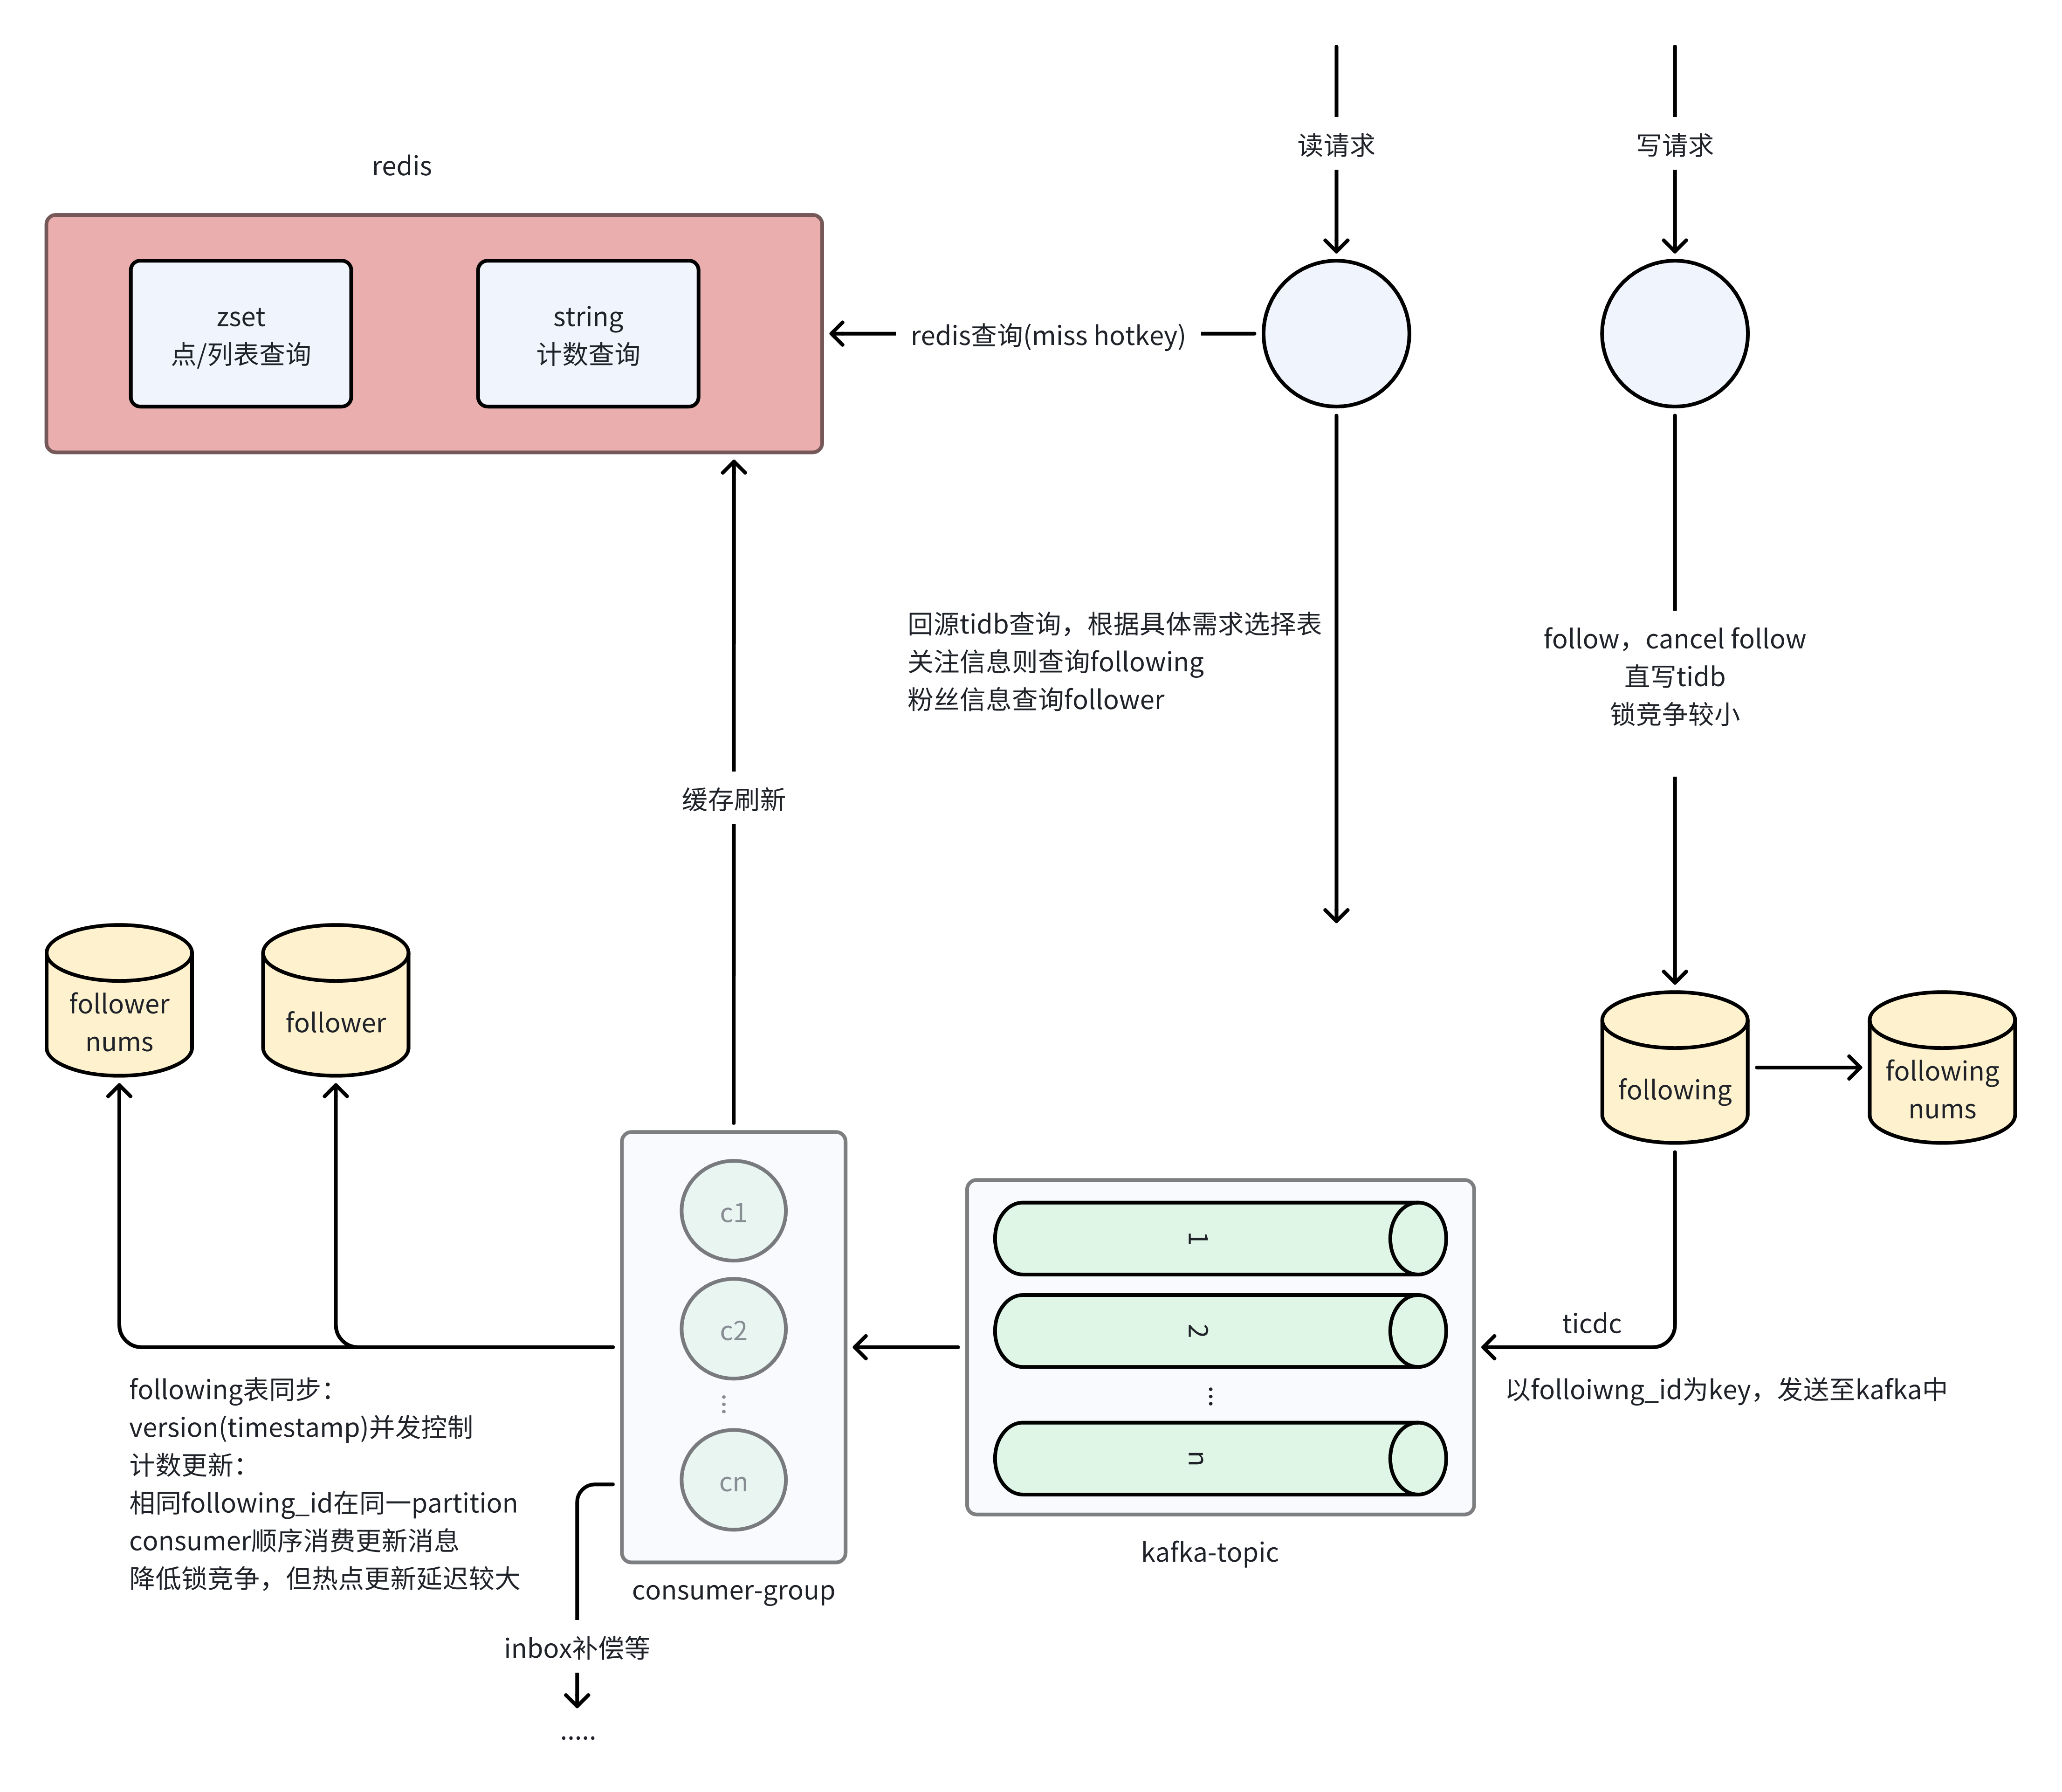 读请求
写请求
redis
zset
点/列表查询
string
计数查询
redis查询(miss hotkey)
回源tidb查询，根据具体需求选择表
关注信息则查询following
粉丝信息查询follower
follow，cancel follow
直写tidb
锁竞争较小
缓存刷新
follower
nums
follower
following
following
nums
c1
c2
...
cn
consumer-group
1
2
...
n
kafka-topic
ticdc
以folloiwng_id为key，发送至kafka中
following表同步：
version(timestamp)并发控制
计数更新：
相同following_id在同一partition
consumer顺序消费更新消息
降低锁竞争，但热点更新延迟较大
inbox补偿等
.....